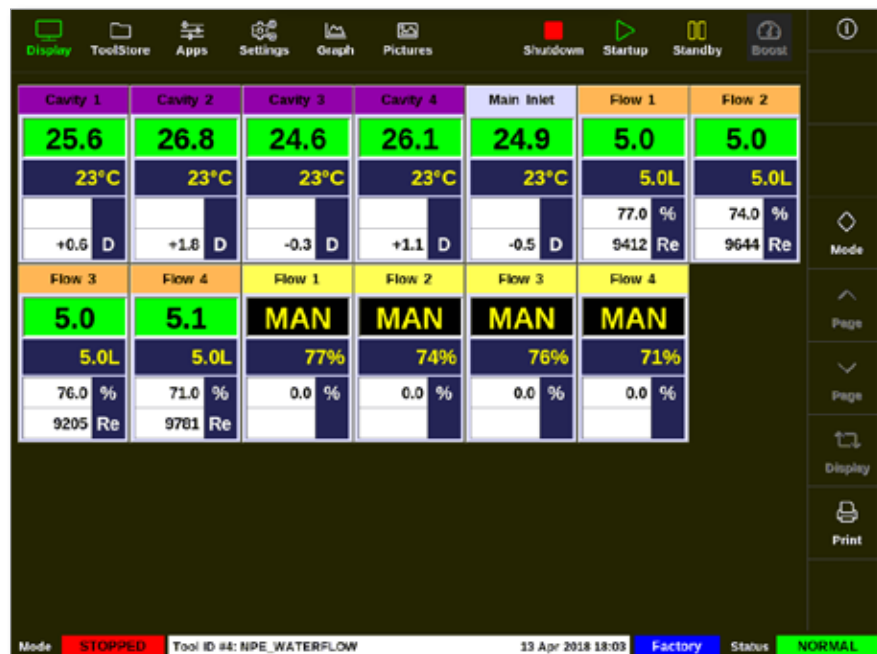 Display ToolStore Apps Settings Graph Pictures Shutdown Startup Standby Boost
Cavity 1 Cavity 2 Cavity 3 Cavity 4 Main Inlet Flow 1 Flow 2
25.6 26.8 24.6 26.1 24.9 5.0 5.0
23°C 23°C 23°C 23°C 23°C 5.0L 5.0L
77.0 % 74.0 %
+0.6 D +1.8 D -0.3 D +1.1 D -0.5 D 9412 Re 9644 Re
Mode
Flow 3 Flow 4 Flow 1 Flow 2 Flow 3 Flow 4
5.0 5.1 MAN MAN MAN MAN
Page
5.0L 5.0L 77% 74% 76% 71%
76.0 % 71.0 % 0.0 % 0.0 % 0.0 % 0.0 %
Page
9205 Re 9781 Re
Display
Print
Mode STOPPED Tool ID #4: NPE_WATERFLOW 13 Apr 2018 18:03 Factory Status NORMAL